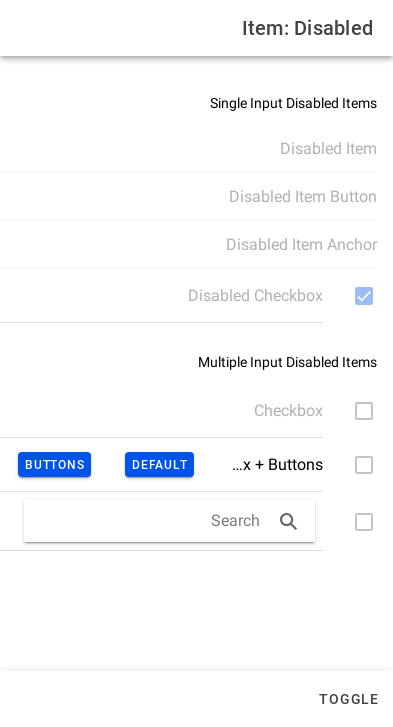 Item: Disabled
Single Input Disabled Items
Disabled Item
Disabled Item Button
Disabled Item Anchor
Disabled Checkbox
Multiple Input Disabled Items
Checkbox
…x + Buttons
DEFAULT
BUTTONS
Search
TOGGLE